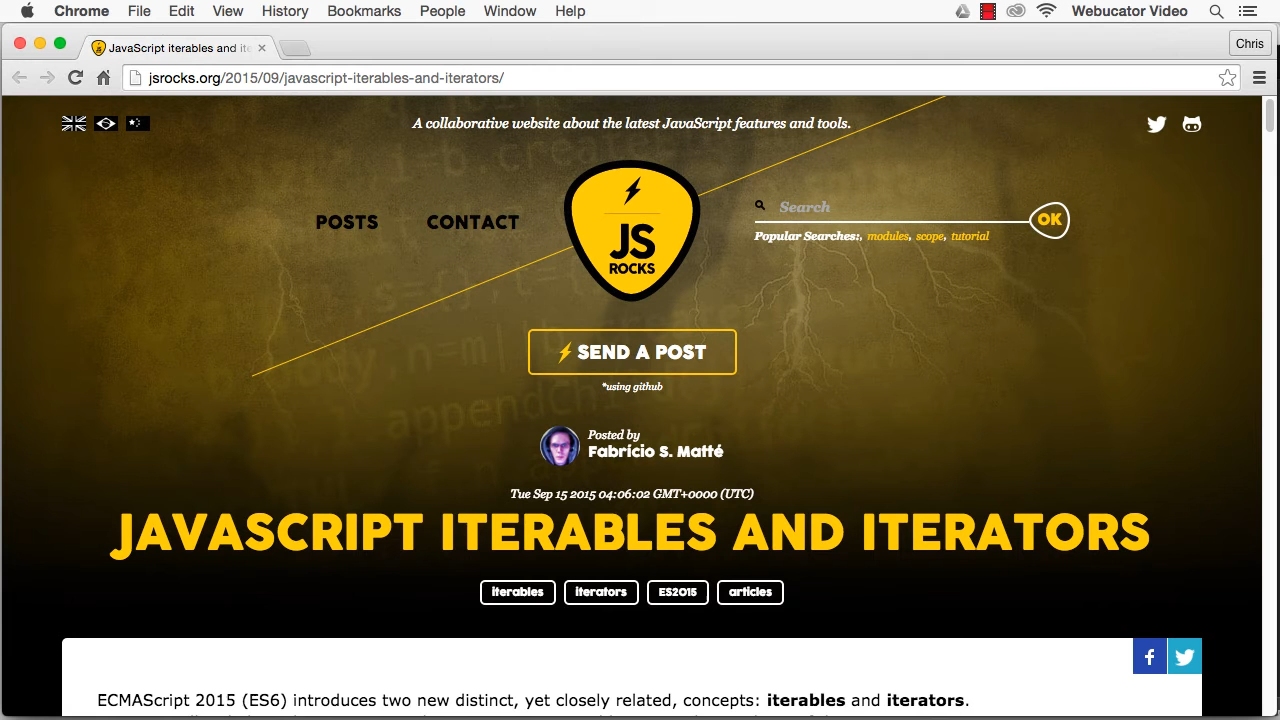 Chrome File Edit View History Bookmarks People Window Help Webucator Video
JavaScript iterables and ite
Chris
jsrocks.org/2015/09/javascript-iterables-and-iterators/
A collaborative website about the latest JavaScript features and tools.
POSTS CONTACT
JS
ROCKS
Search
OK
Popular Searches:, modules, scope, tutorial
SEND A POST
*using github
Posted by
Fabrício S. Matté
Tue Sep 15 2015 04:06:02 GMT+0000 (UTC)
JAVASCRIPT ITERABLES AND ITERATORS
iterables iterators ES2015 articles
ECMAScript 2015 (ES6) introduces two new distinct, yet closely related, concepts: iterables and iterators.